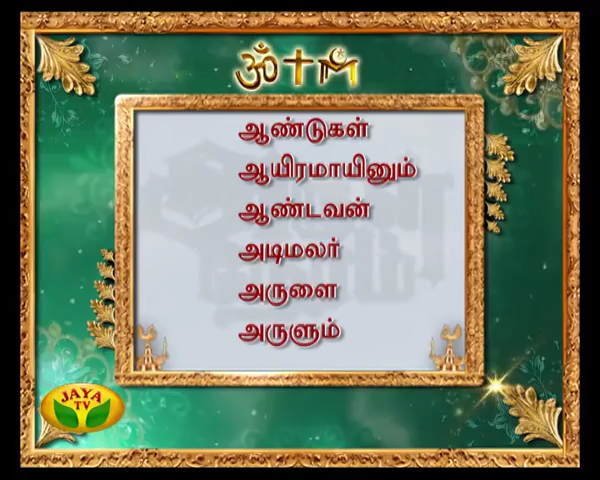 ஆண்டுகள்
ஆயிரமாயினும்
ஆண்டவன்
அடிமலர்
அருளை
அருளும்
JAYA
TV